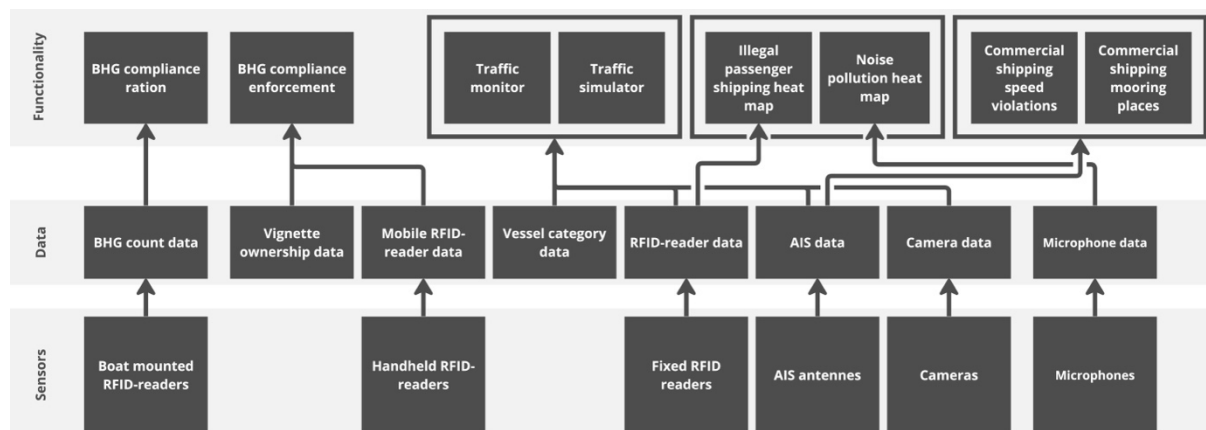 Functionality
BHG compliance
ration
BHG compliance
enforcement
Traffic
monitor
Traffic
simulator
Illegal
passenger
shipping heat
map
Noise
pollution heat
map
Commercial
shipping
speed
violations
Commercial
shipping
mooring
places
Data
BHG count data
Vignette
ownership data
Mobile RFID-
reader data
Vessel category
data
RFID-reader data
AIS data
Camera data
Microphone data
Sensors
Boat mounted
RFID-readers
Handheld RFID-
readers
Fixed RFID
readers
AIS antennes
Cameras
Microphones